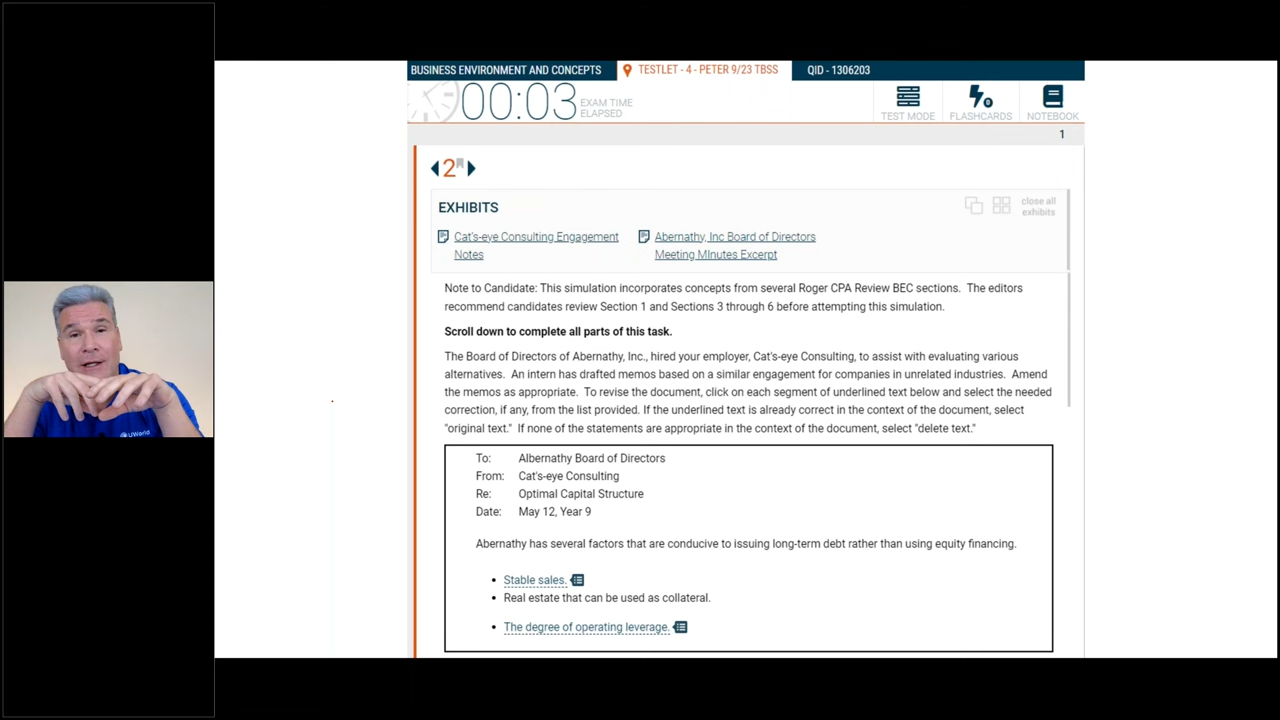 BUSINESS ENVIRONMENT AND CONCEPTS
TESTLET - 4 - PETER 9/23 TBSS
QID - 1306203
00:03
EXAM TIME
ELAPSED
TEST MODE
FLASHCARDS
NOTEBOOK
1
2
EXHIBITS
close all
exhibits
Cat's-eye Consulting Engagement
Notes
Abernathy, Inc Board of Directors
Meeting MInutes Excerpt
Note to Candidate: This simulation incorporates concepts from several Roger CPA Review BEC sections. The editors
recommend candidates review Section 1 and Sections 3 through 6 before attempting this simulation.
Scroll down to complete all parts of this task.
The Board of Directors of Abernathy, Inc., hired your employer, Cat's-eye Consulting, to assist with evaluating various
alternatives. An intern has drafted memos based on a similar engagement for companies in unrelated industries. Amend
the memos as appropriate. To revise the document, click on each segment of underlined text below and select the needed
correction, if any, from the list provided. If the underlined text is already correct in the context of the document, select
"original text." If none of the statements are appropriate in the context of the document, select "delete text."
To: Albernathy Board of Directors
From: Cat's-eye Consulting
Re: Optimal Capital Structure
Date: May 12, Year 9
Abernathy has several factors that are conducive to issuing long-term debt rather than using equity financing.
• Stable sales.
• Real estate that can be used as collateral.
• The degree of operating leverage.
UWorld